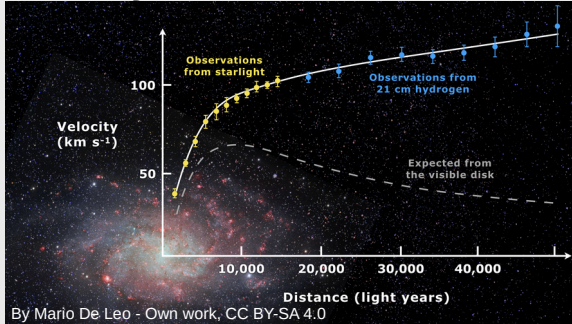 Observations
from starlight
100
Observations from
21 cm hydrogen
Velocity
(km s⁻¹)
Expected from
the visible disk
50
10,000
20,000
30,000
40,000
Distance (light years)
By Mario De Leo - Own work, CC BY-SA 4.0